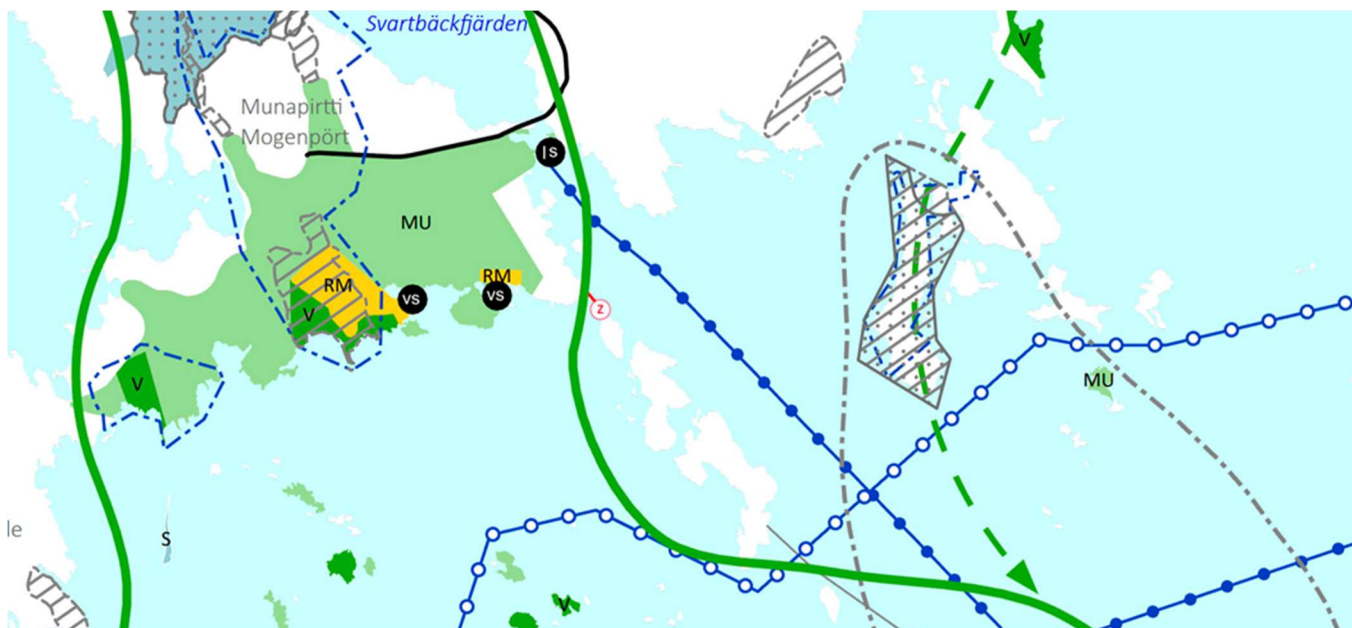 Svartbäckfjärden
V
Munapirtti
Mogenpört
ls
MU
RM
RM
vs
vs
V
z
V
MU
le
S
V